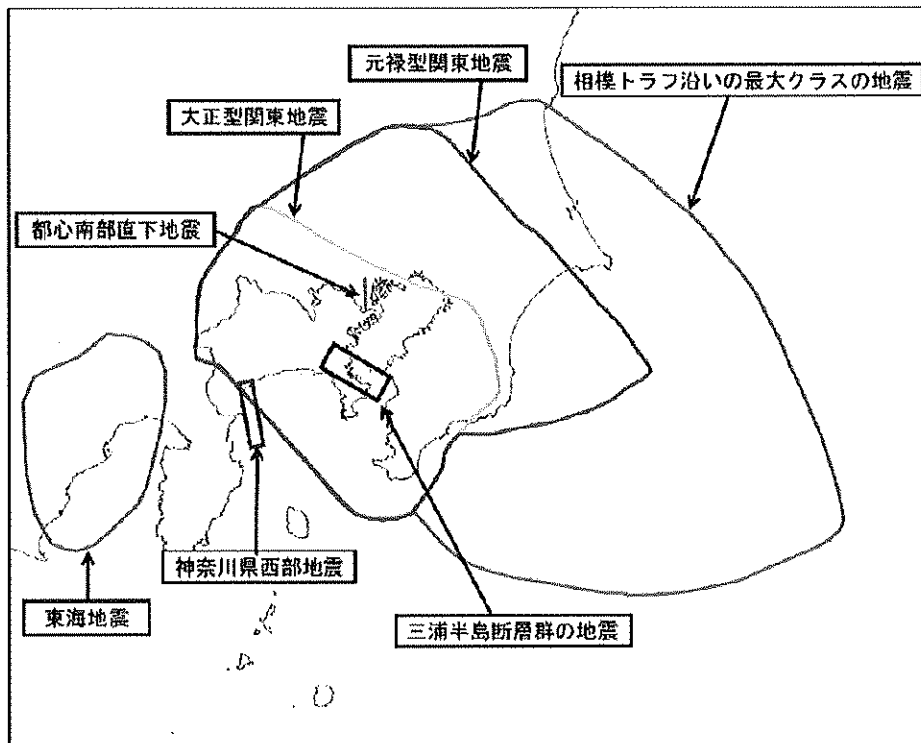 元禄型関東地震
相模トラフ沿いの最大クラスの地震
大正型関東地震
都心南部直下地震
神奈川県西部地震
東海地震
三浦半島断層群の地震